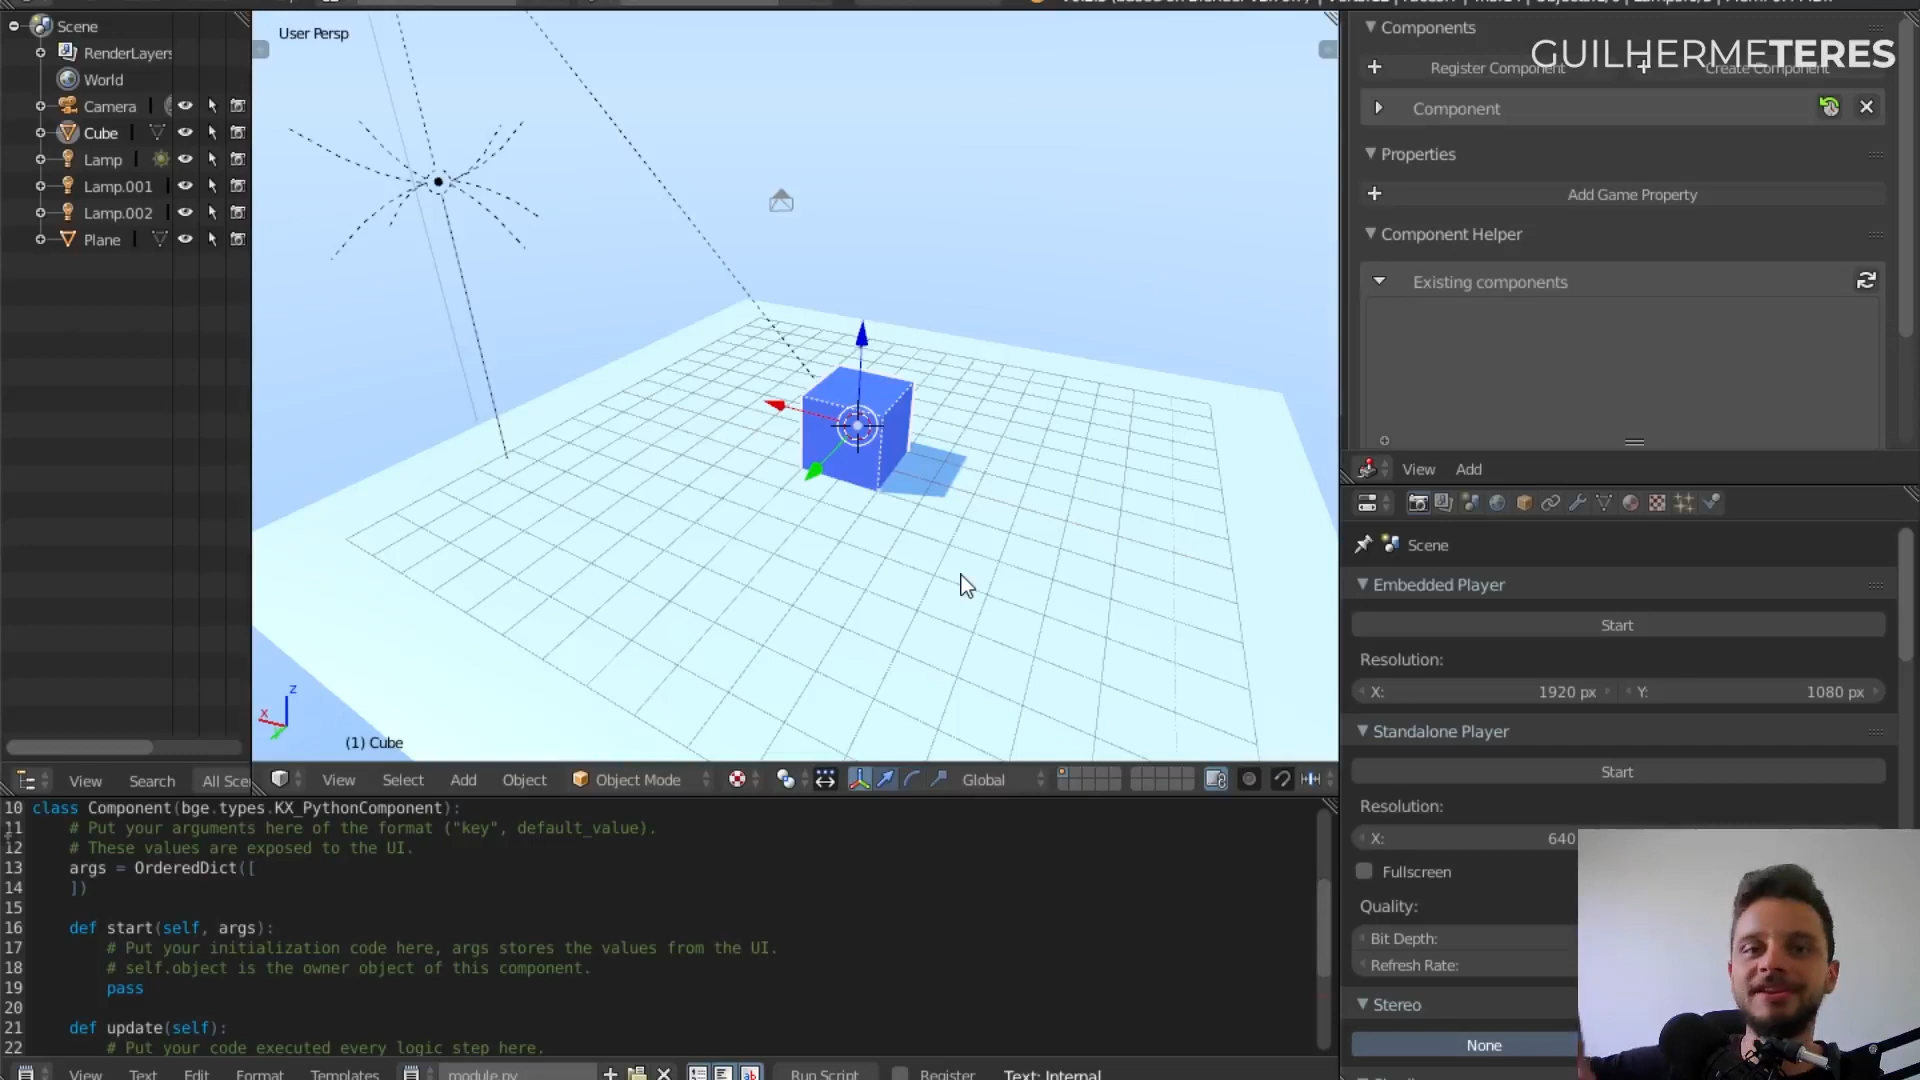 Scene
RenderLayers
World
Camera
Cube
Lamp
Lamp.001
Lamp.002
Plane
View Search All Sce
User Persp
(1) Cube
View Select Add Object Object Mode Global
10 class Component(bge.types.KX_PythonComponent):
11 # Put your arguments here of the format ("key", default_value).
12 # These values are exposed to the UI.
13 args = OrderedDict([
14 ])
15
16 def start(self, args):
17 # Put your initialization code here, args stores the values from the UI.
18 # self.object is the owner object of this component.
19 pass
20
21 def update(self):
22 # Put your code executed every logic step here.
View Text Edit Format Templates module.py Run Script Register Text: Internal
Components
GUILHERMETERES
Register Component Create Component
Component
Properties
Add Game Property
Component Helper
Existing components
View Add
Scene
Embedded Player
Start
Resolution:
X: 1920 px Y: 1080 px
Standalone Player
Start
Resolution:
X: 640
Fullscreen
Quality:
Bit Depth:
Refresh Rate:
Stereo
None